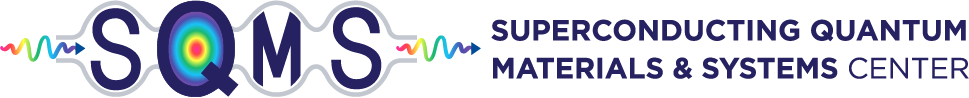 SQMS
SUPERCONDUCTING QUANTUM
MATERIALS & SYSTEMS CENTER